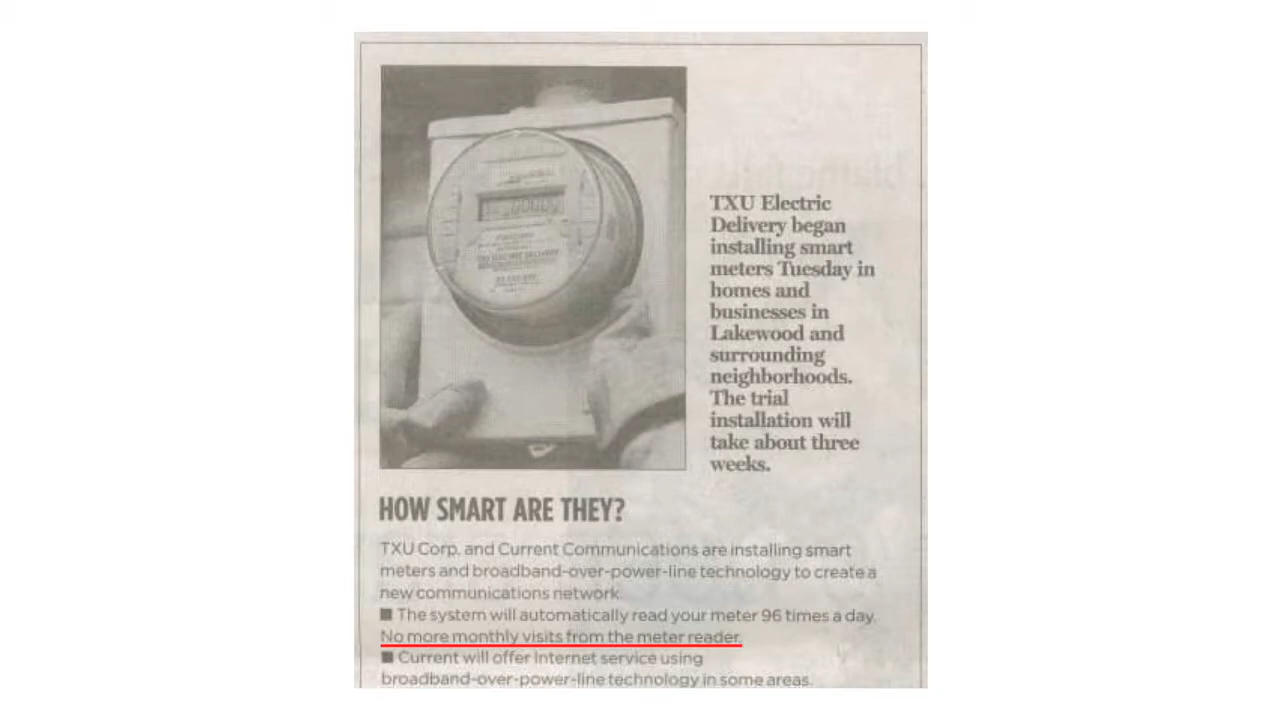 TXU Electric
Delivery began
installing smart
meters Tuesday in
homes and
businesses in
Lakewood and
surrounding
neighborhoods.
The trial
installation will
take about three
weeks.
HOW SMART ARE THEY?
TXU Corp. and Current Communications are installing smart
meters and broadband-over-power-line technology to create a
new communications network.
■ The system will automatically read your meter 96 times a day.
No more monthly visits from the meter reader.
■ Current will offer Internet service using
broadband-over-power-line technology in some areas.